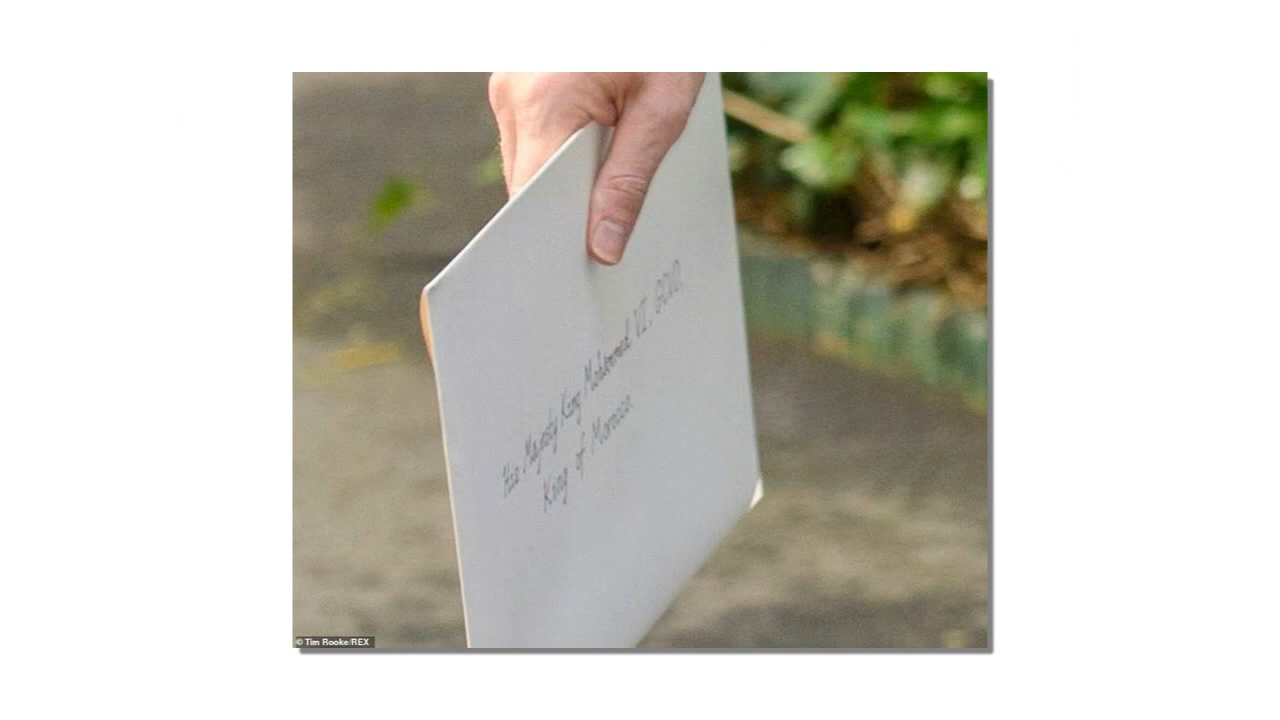 His Majesty King Mohammed VI, GCVO,
King of Morocco.
© Tim Rooke/REX